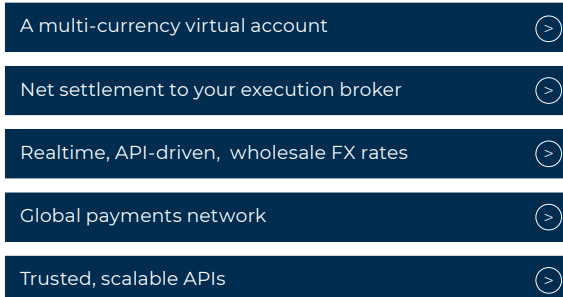 A multi-currency virtual account >
Net settlement to your execution broker >
Realtime, API-driven, wholesale FX rates >
Global payments network >
Trusted, scalable APIs >